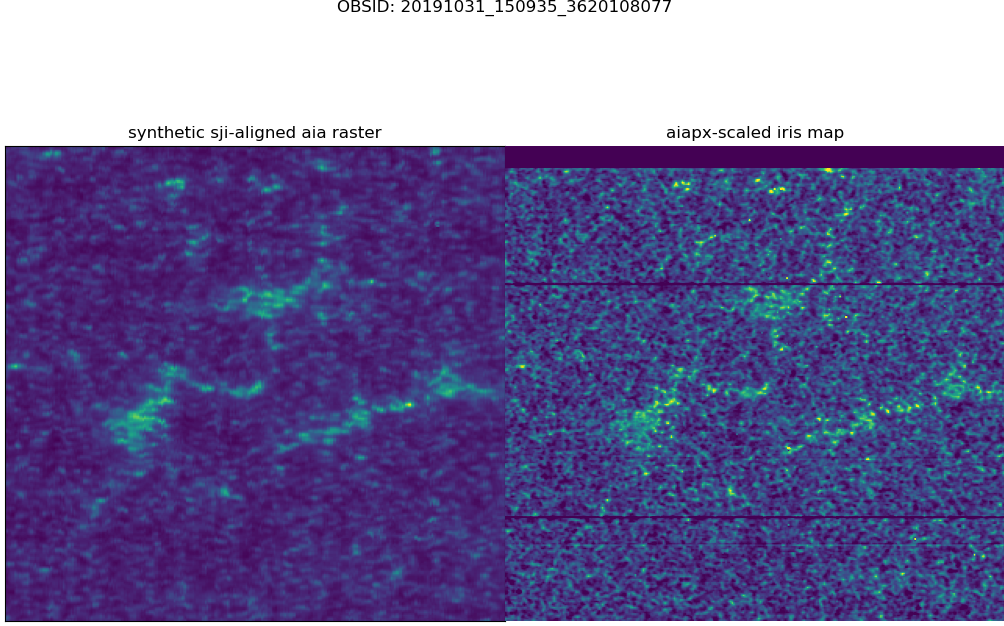 OBSID: 20191031_150935_3620108077
synthetic sji-aligned aia raster
aiapx-scaled iris map